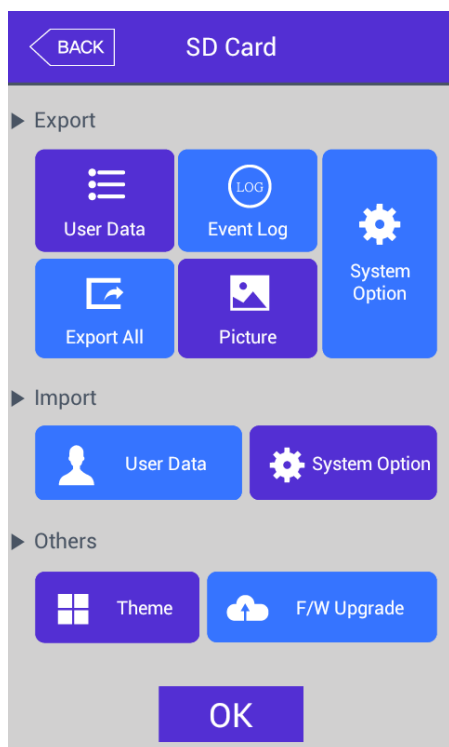 BACK
SD Card
Export
User Data
LOG
Event Log
System
Option
Export All
Picture
Import
User Data
System Option
Others
Theme
F/W Upgrade
OK